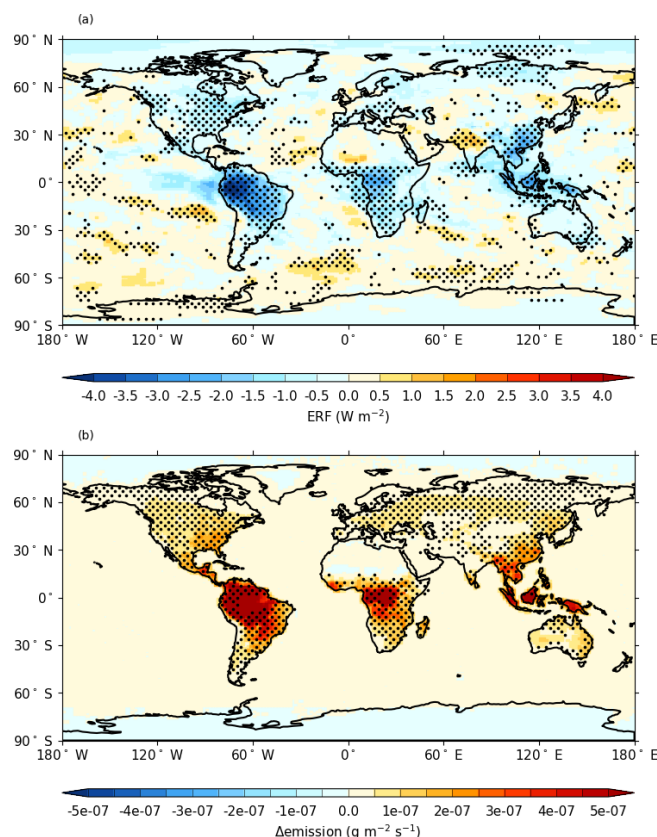 (a)
90° N
60° N
30° N
0°
30° S
60° S
90° S
180° W 120° W 60° W 0° 60° E 120° E 180° E
-4.0 -3.5 -3.0 -2.5 -2.0 -1.5 -1.0 -0.5 0.0 0.5 1.0 1.5 2.0 2.5 3.0 3.5 4.0
ERF (W m⁻²)
(b)
90° N
60° N
30° N
0°
30° S
60° S
90° S
180° W 120° W 60° W 0° 60° E 120° E 180° E
-5e-07 -4e-07 -3e-07 -2e-07 -1e-07 0.0 1e-07 2e-07 3e-07 4e-07 5e-07
Δemission (g m⁻² s⁻¹)